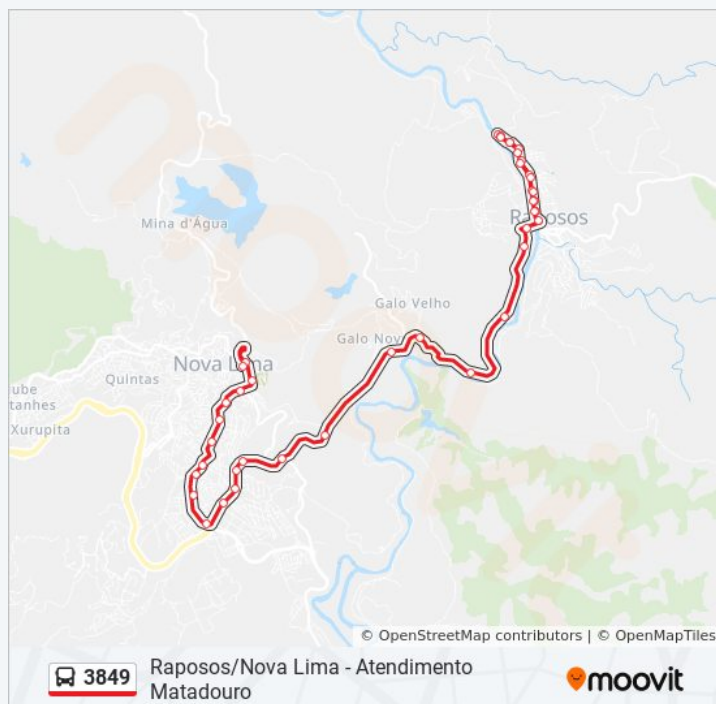 Mina d'Água
Raposos
Galo Velho
Galo Nov
Nova Lima
Quintas
ube
tanhes
Xurupita
© OpenStreetMap contributors | © OpenMapTiles
3849
Raposos/Nova Lima - Atendimento
Matadouro
moovit